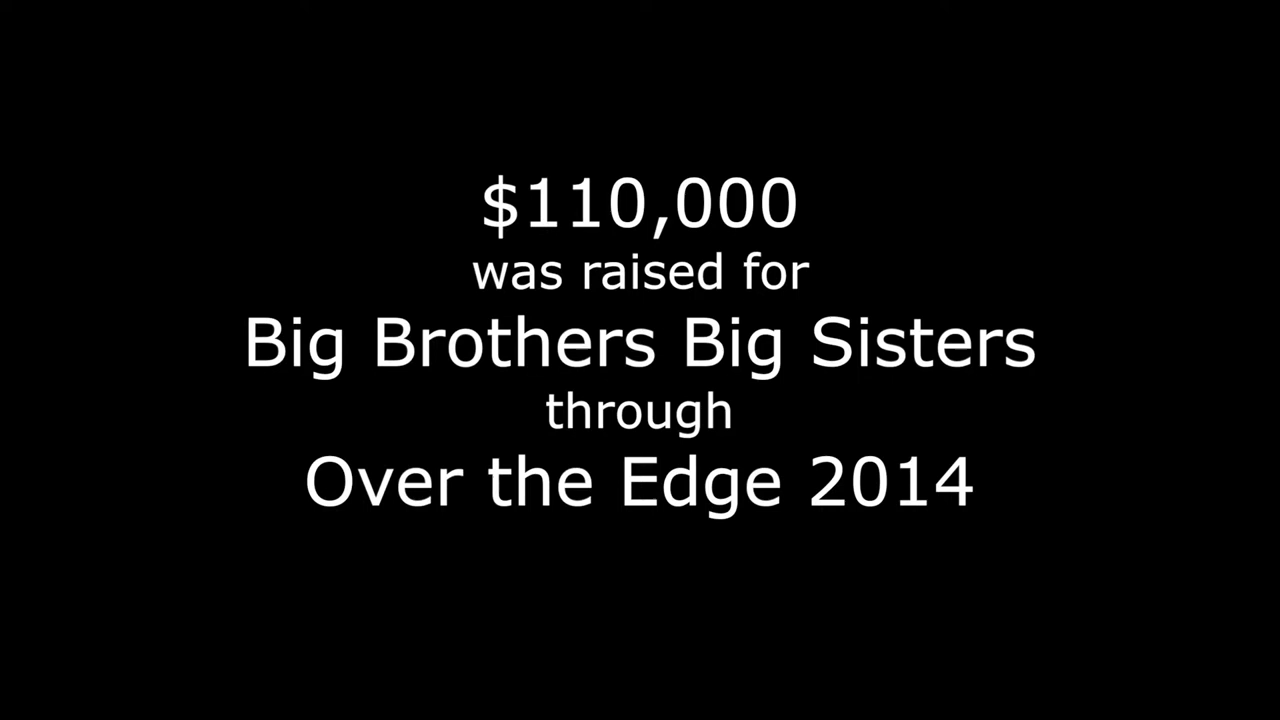 $110,000
was raised for
Big Brothers Big Sisters
through
Over the Edge 2014